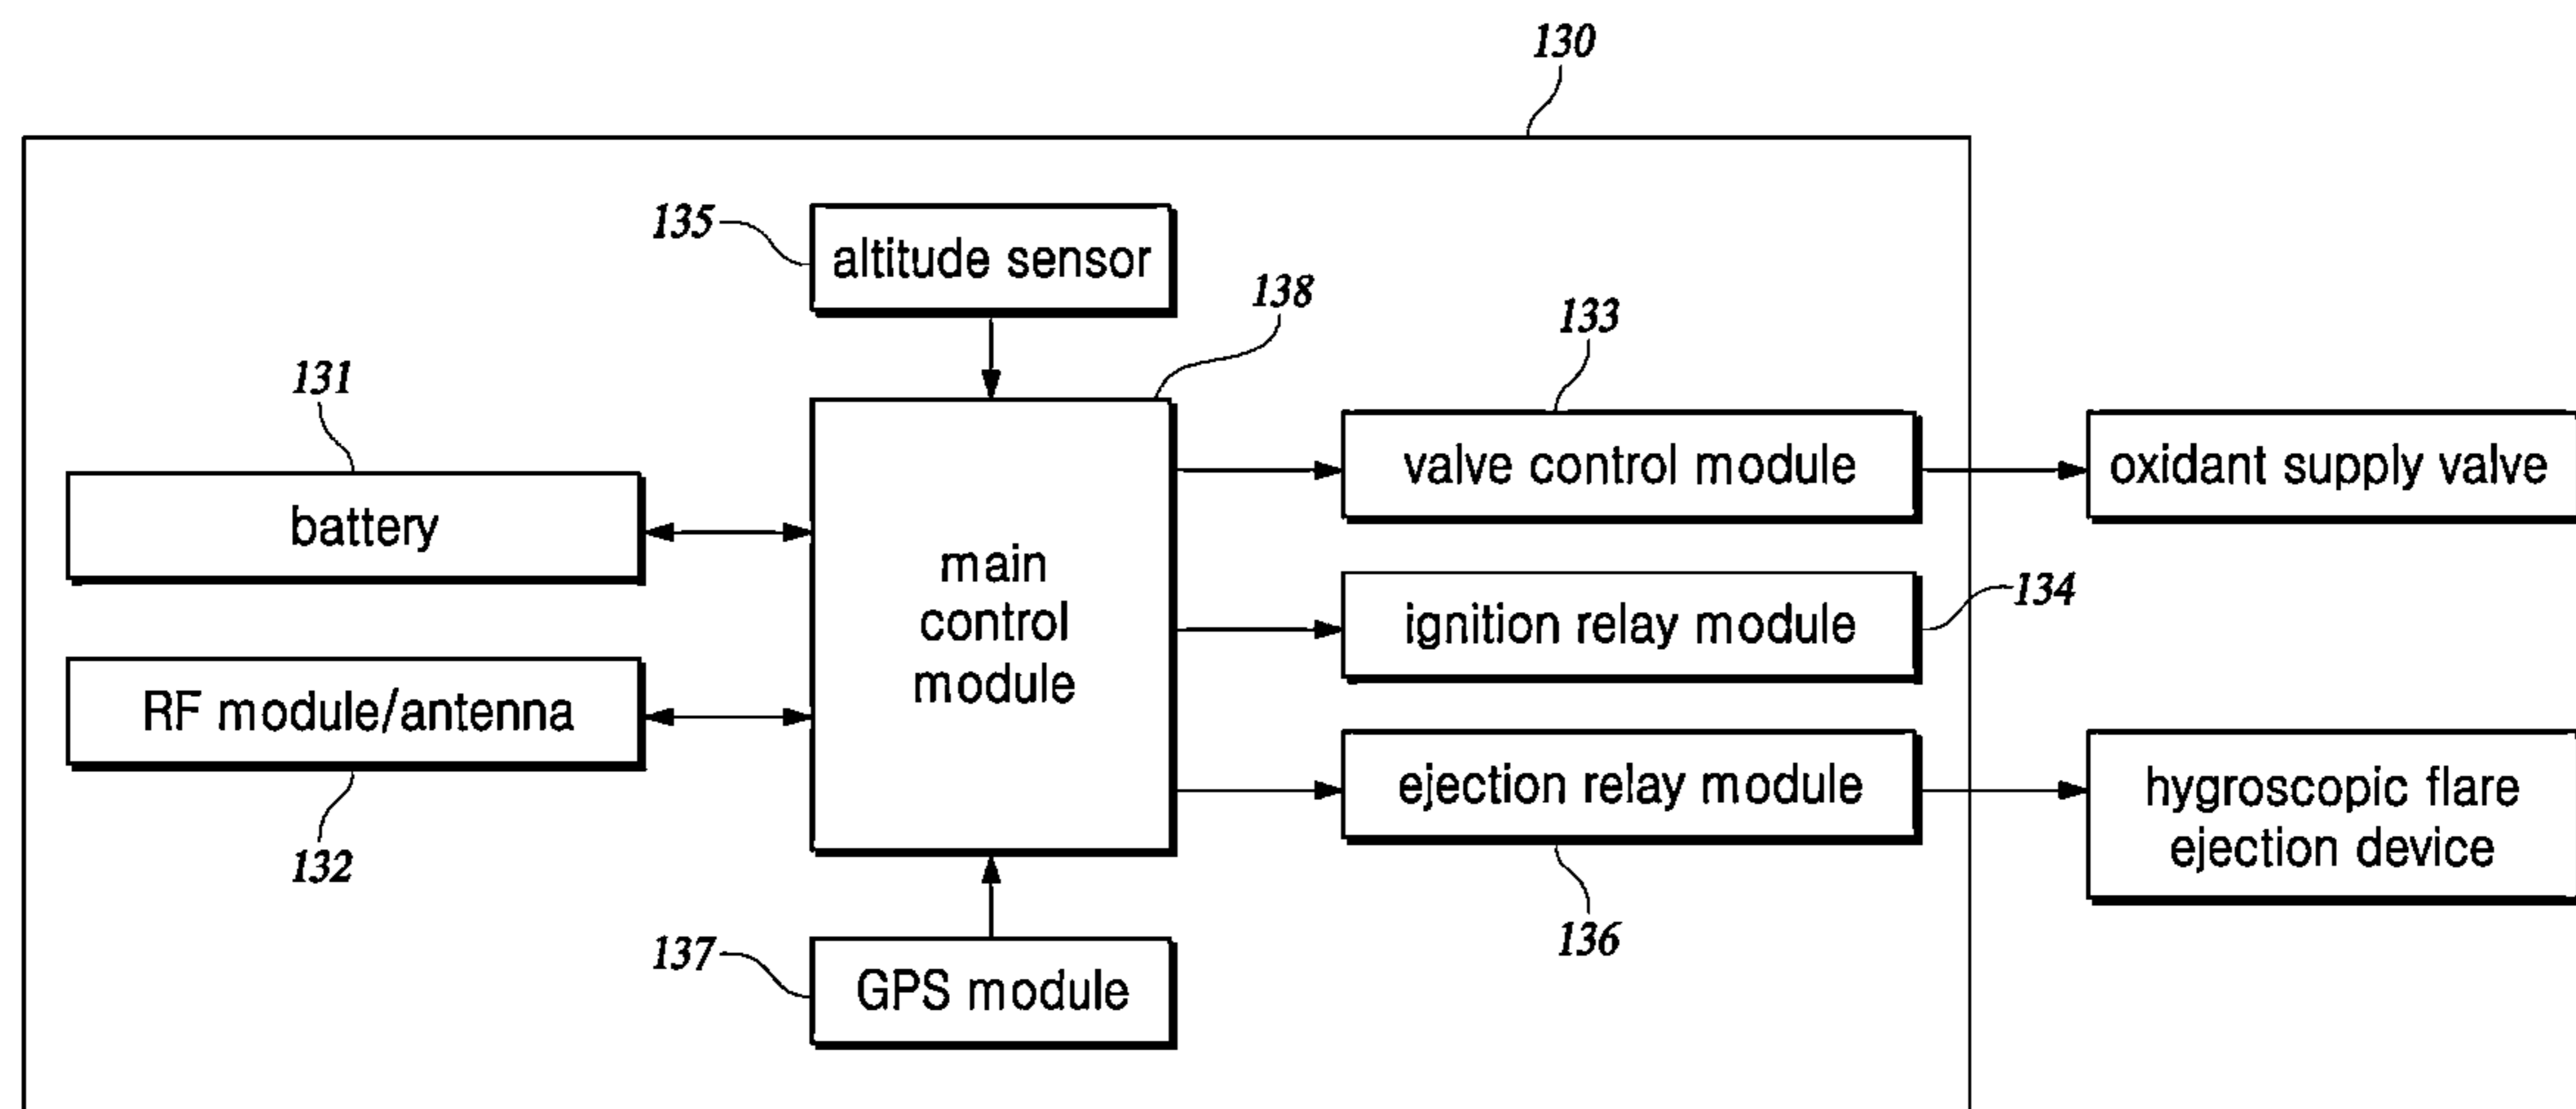 130
135
altitude sensor
138
133
131
valve control module
oxidant supply valve
battery
main
control
module
ignition relay module
134
RF module/antenna
ejection relay module
hygroscopic flare
ejection device
132
136
137
GPS module